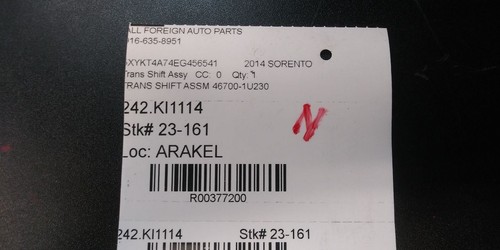 ALL FOREIGN AUTO PARTS
916-635-8951
5XYKT4A74EG456541 2014 SORENTO
Trans Shift Assy CC: 0 Qty: 1
TRANS SHIFT ASSM 46700-1U230
242.KI1114
N
Stk# 23-161
Loc: ARAKEL
R00377200
242.KI1114 Stk# 23-161